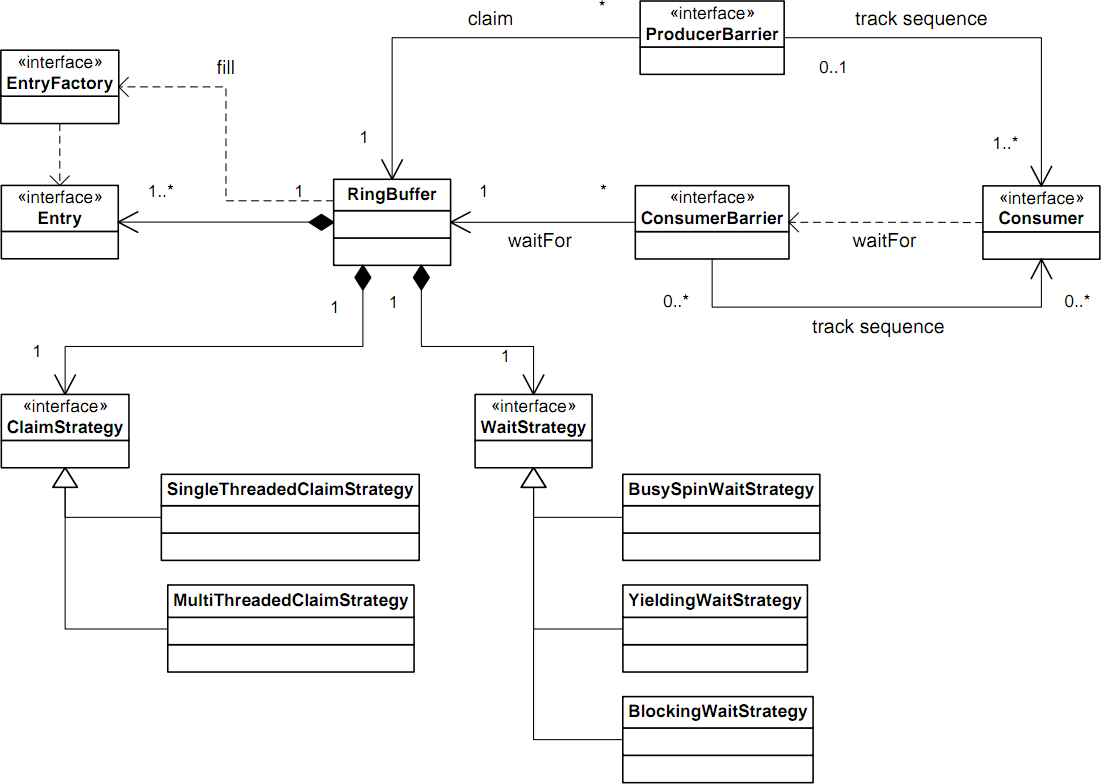 claim
*
«interface»
ProducerBarrier
track sequence
0..1
«interface»
EntryFactory
fill
1
1..*
«interface»
Entry
1..*
1
RingBuffer
1
*
«interface»
ConsumerBarrier
«interface»
Consumer
waitFor
waitFor
1
1
0..*
0..*
track sequence
1
1
«interface»
ClaimStrategy
«interface»
WaitStrategy
SingleThreadedClaimStrategy
BusySpinWaitStrategy
MultiThreadedClaimStrategy
YieldingWaitStrategy
BlockingWaitStrategy